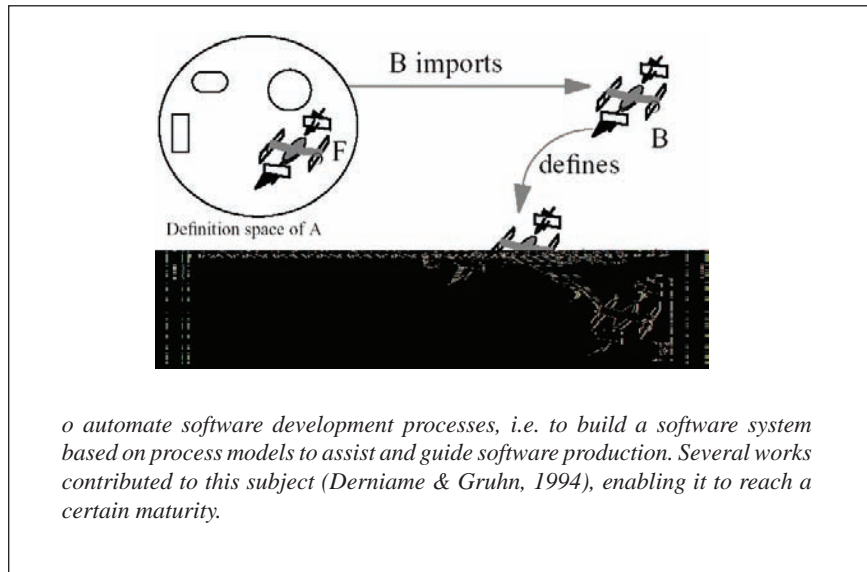 B imports
F
B
defines
Definition space of A
o automate software development processes, i.e. to build a software system
based on process models to assist and guide software production. Several works
contributed to this subject (Derniame & Gruhn, 1994), enabling it to reach a
certain maturity.